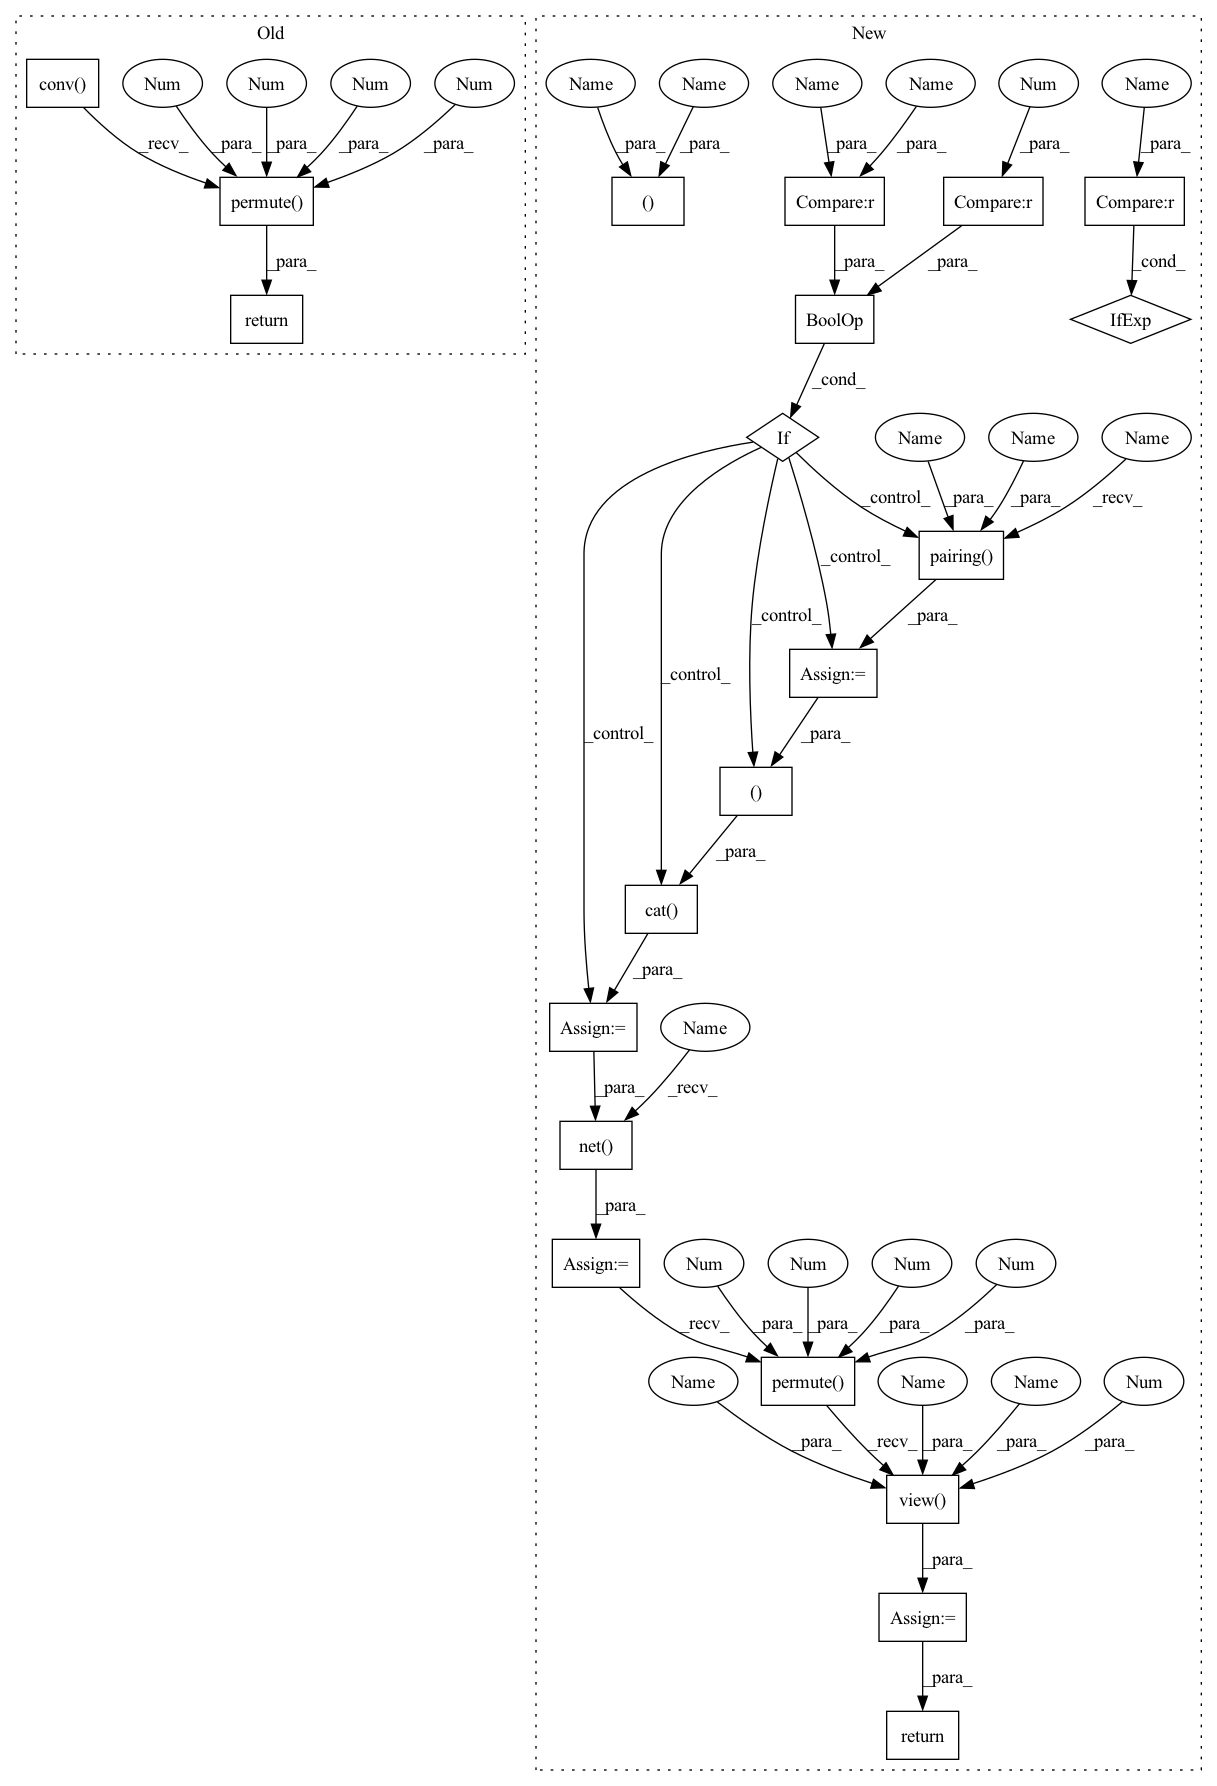 Old
New
conv()
Num
Num
Num
Num
Name
Name
Name
Name
Num
Name
_recv_
_para_
_para_
_para_
_para_
_para_
_para_
_para_
_para_
_para_
_para_
permute()
()
Compare:r
Compare:r
Compare:r
_para_
_para_
_para_
_cond_
return
BoolOp
IfExp
_cond_
If
Name
Name
Name
_control_
_para_
_para_
_recv_
pairing()
_control_
_control_
_para_
_control_
Assign:=
_control_
_para_
()
_para_
cat()
_para_
Assign:=
Name
_para_
_recv_
net()
_para_
Assign:=
Num
Num
Num
Num
_recv_
_para_
_para_
_para_
_para_
Name
permute()
Name
Name
Num
_para_
_recv_
_para_
_para_
_para_
view()
_para_
Assign:=
_para_
return